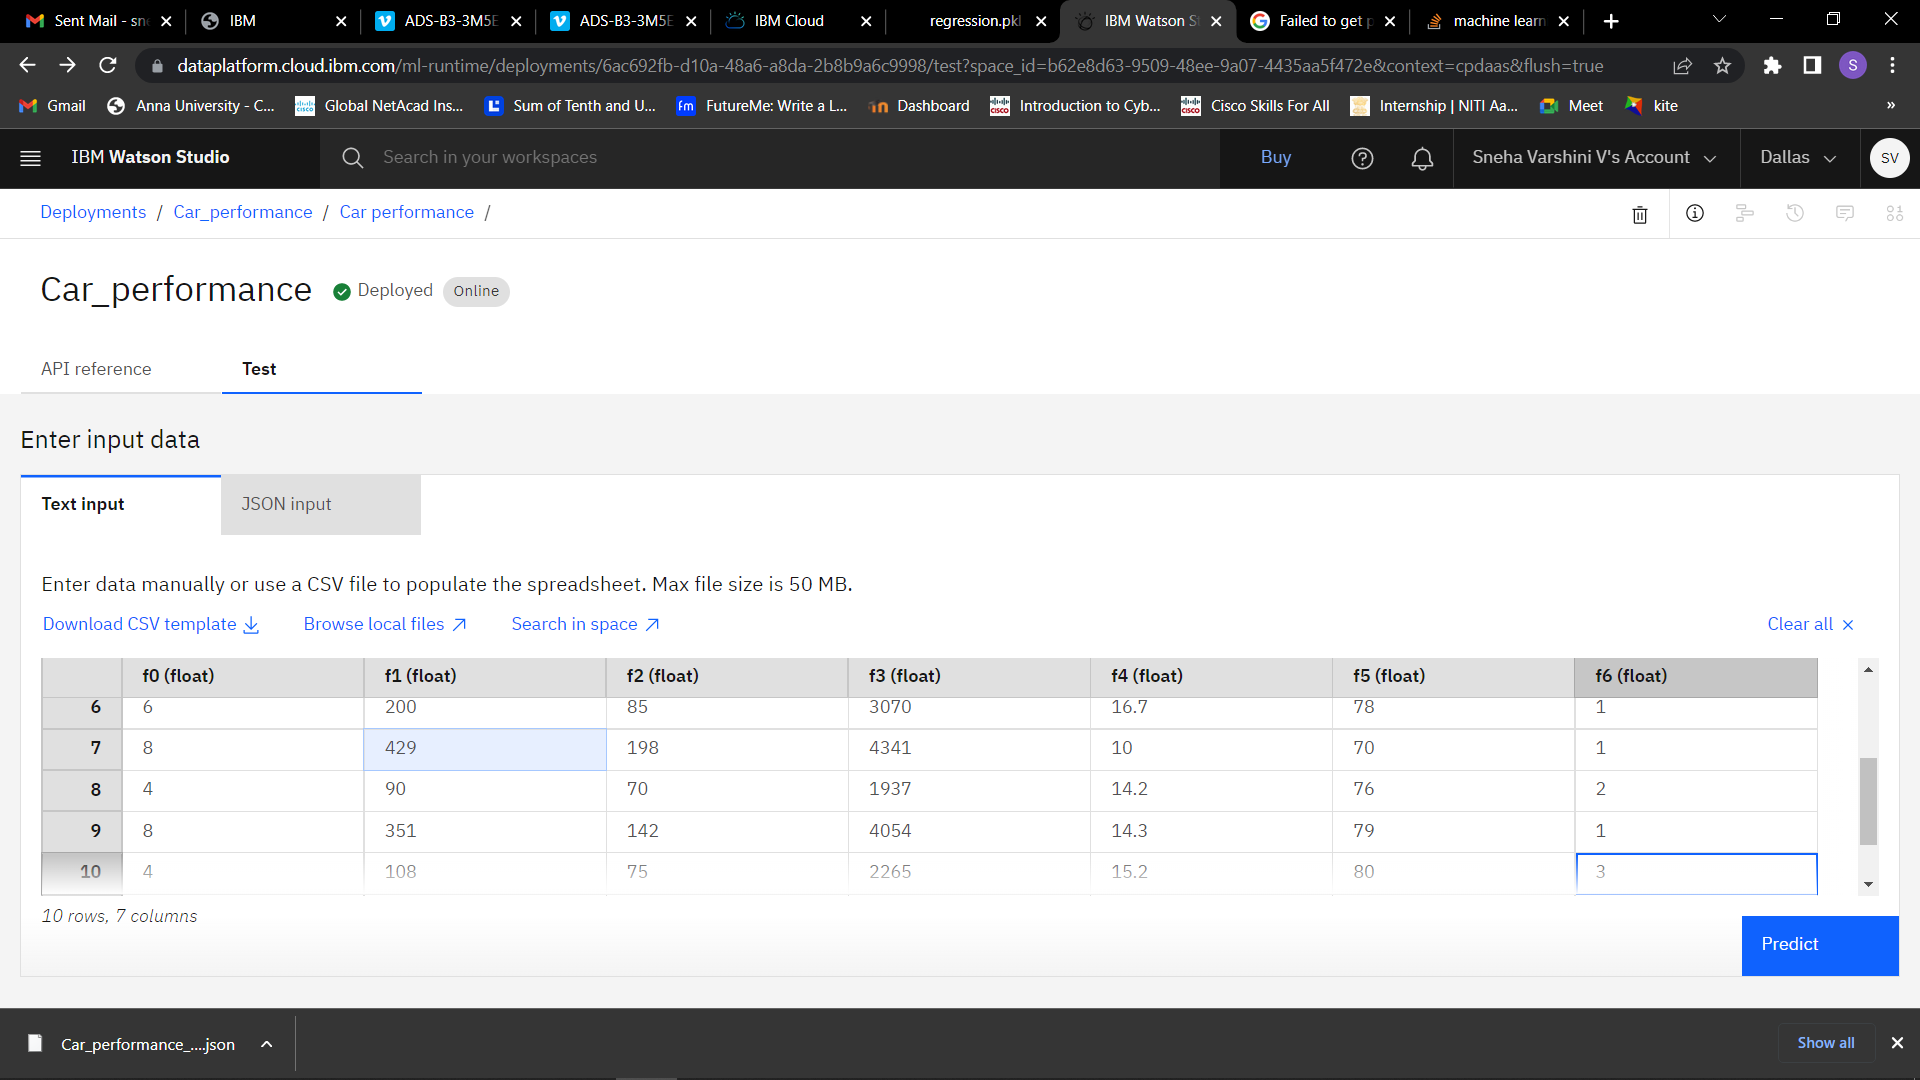 Sent Mail - sn
IBM
ADS-B3-3M5E
ADS-B3-3M5E
IBM Cloud
regression.pkl
IBM Watson St
Failed to get p
machine learn
dataplatform.cloud.ibm.com/ml-runtime/deployments/6ac692fb-d10a-48a6-a8da-2b8b9a6c9998/test?space_id=b62e8d63-9509-48ee-9a07-4435aa5f472e&context=cpdaas&flush=true
S
Gmail
Anna University - C...
Global NetAcad Ins...
Sum of Tenth and U...
fm
FutureMe: Write a L...
Dashboard
CISCO
Introduction to Cyb...
CISCO
Cisco Skills For All
Internship | NITI Aa...
Meet
kite
»
IBM Watson Studio
Search in your workspaces
Buy
Sneha Varshini V's Account
Dallas
SV
Deployments / Car_performance / Car performance /
Car_performance
Deployed
Online
API reference
Test
Enter input data
Text input
JSON input
Enter data manually or use a CSV file to populate the spreadsheet. Max file size is 50 MB.
Download CSV template
Browse local files
Search in space
Clear all
f0 (float) f1 (float) f2 (float) f3 (float) f4 (float) f5 (float) f6 (float)
6 6 200 85 3070 16.7 78 1
7 8 429 198 4341 10 70 1
8 4 90 70 1937 14.2 76 2
9 8 351 142 4054 14.3 79 1
10 4 108 75 2265 15.2 80 3
10 rows, 7 columns
Predict
Car_performance_....json
Show all